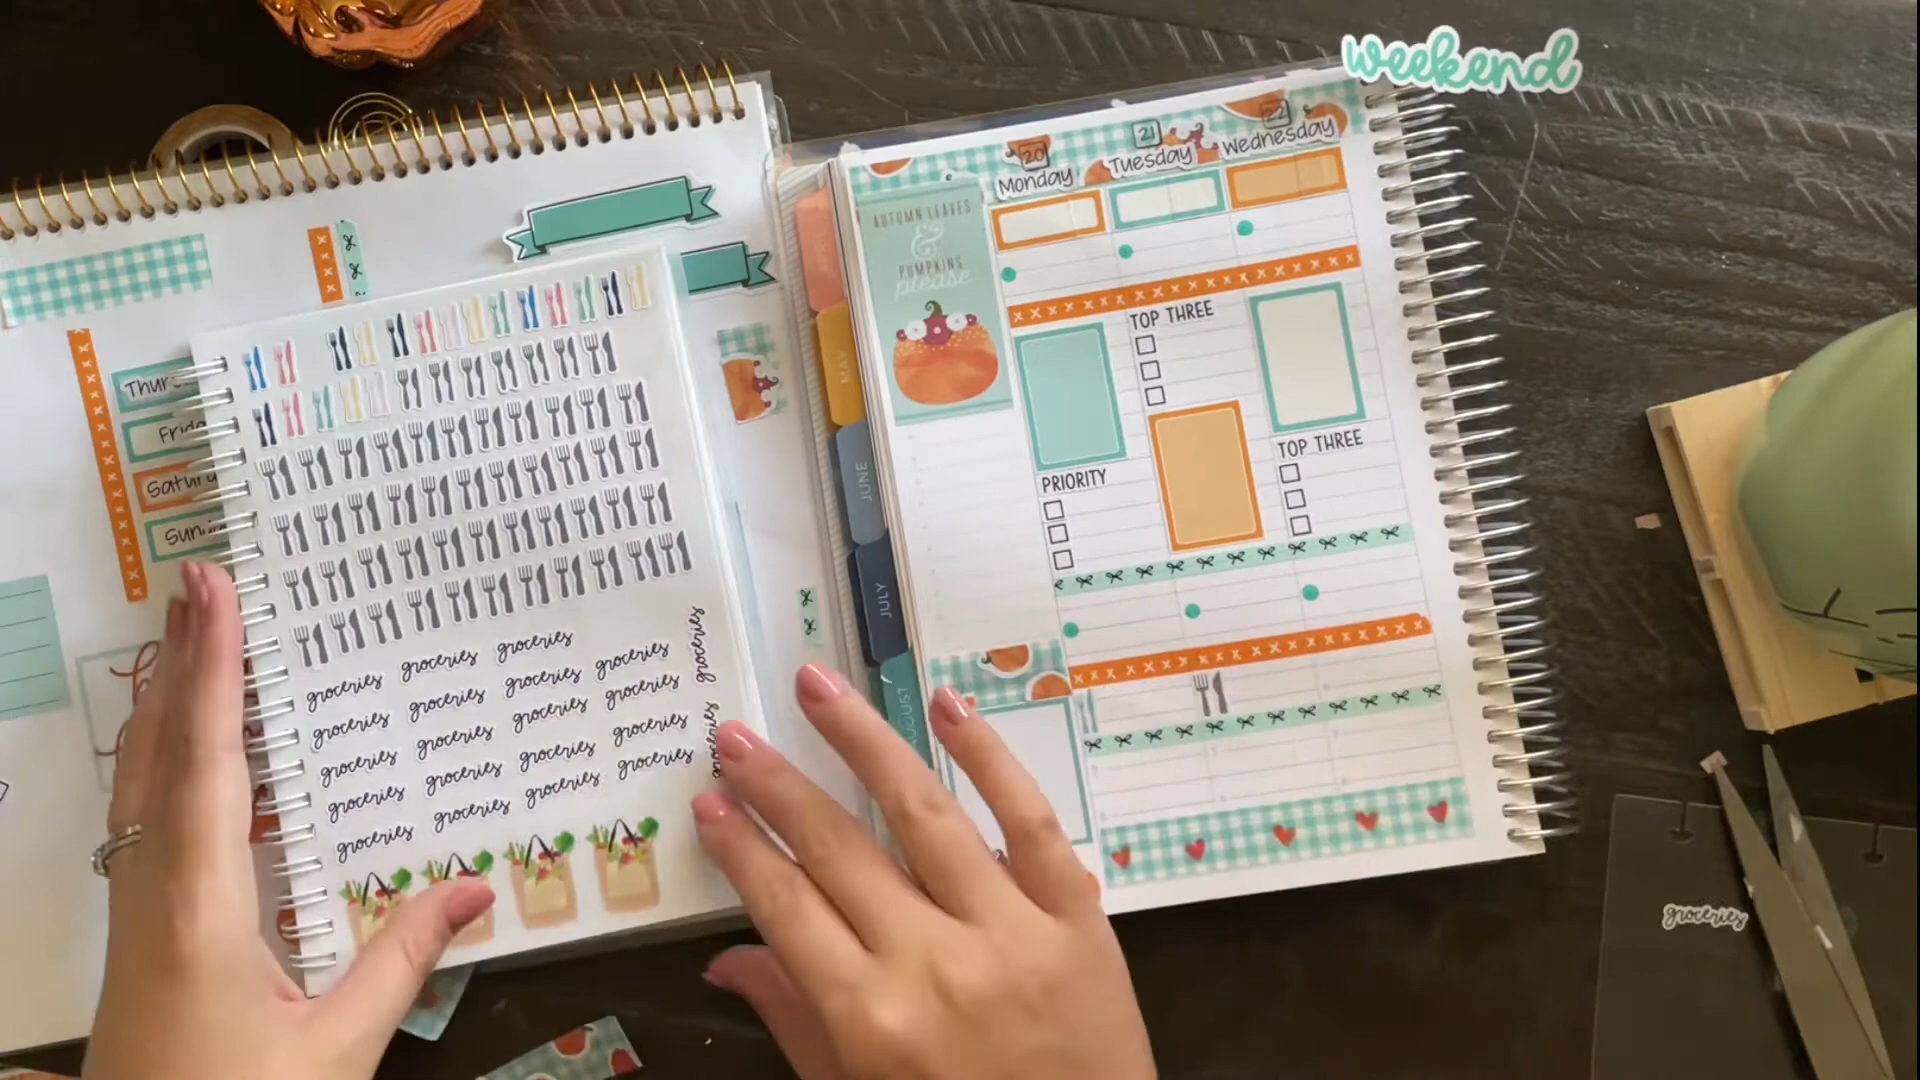 weekend
20
21
22
Monday
Tuesday
Wednesday
AUTUMN LEAVES
&
PUMPKINS
please
TOP THREE
PRIORITY
TOP THREE
MAY
JUNE
JULY
AUGUST
Thur
Frida
Satur
Sun
groceries groceries
groceries groceries groceries groceries
groceries groceries groceries groceries
groceries groceries groceries groceries
groceries groceries groceries groceries
groceries groceries groceries
groceries
groceries
groceries